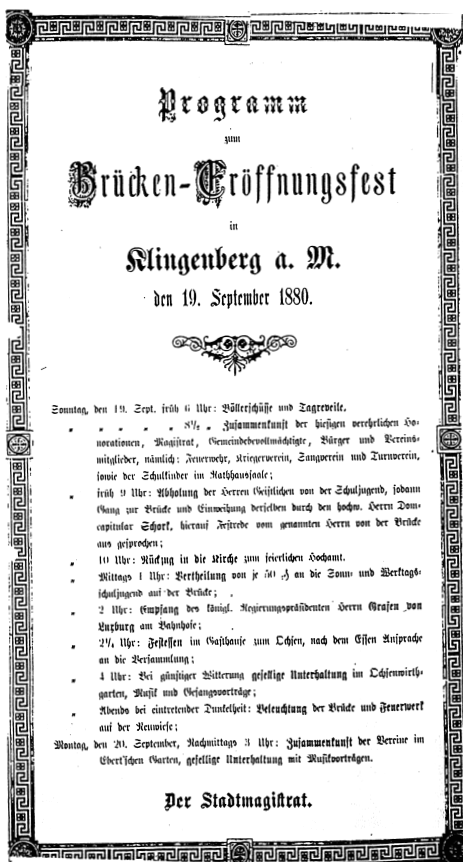 Programm
zum
Brücken-Eröffnungsfest
in
Klingenberg a. M.
den 19. September 1880.
Sonntag, den 19. Sept. früh 6 Uhr: Böllerschüsse und Tagreveile.
„ „ „ „ „ 8½ „ Zusammenkunft der hiesigen verehrlichen Ho-
norationen, Magistrat, Gemeindebevollmächtigte, Bürger und Vereins-
mitglieder, nämlich: Feuerwehr, Kriegerverein, Sangverein und Turnverein,
sowie der Schulkinder im Rathhaussaale;
„ früh 9 Uhr: Abholung der Herren Geistlichen von der Schuljugend, sodann
Gang zur Brücke und Einweihung derselben durch den hochw. Herrn Dom-
capitular Schork, hierauf Festrede vom genannten Herrn von der Brücke
aus gesprochen;
„ 10 Uhr: Rückzug in die Kirche zum feierlichen Hochamt.
„ Mittags 1 Uhr: Vertheilung von je 50 ₰ an die Sonn- und Werktags-
schuljugend auf der Brücke;
„ 2 Uhr: Empfang des königl. Regierungspräsidenten Herrn Grafen von
Luxburg am Bahnhofe;
„ 2¼ Uhr: Festessen im Gasthause zum Ochsen, nach dem Essen Ansprache
an die Versammlung;
„ 4 Uhr: Bei günstiger Witterung gesellige Unterhaltung im Ochsenwirth-
garten, Musik und Gesangsvorträge;
„ Abends bei eintretender Dunkelheit: Beleuchtung der Brücke und Feuerwerk
auf der Neuwiese;
Montag, den 20. September, Nachmittags 3 Uhr: Zusammenkunft der Vereine im
Ebert'schen Garten, gesellige Unterhaltung mit Musikvorträgen.
Der Stadtmagistrat.